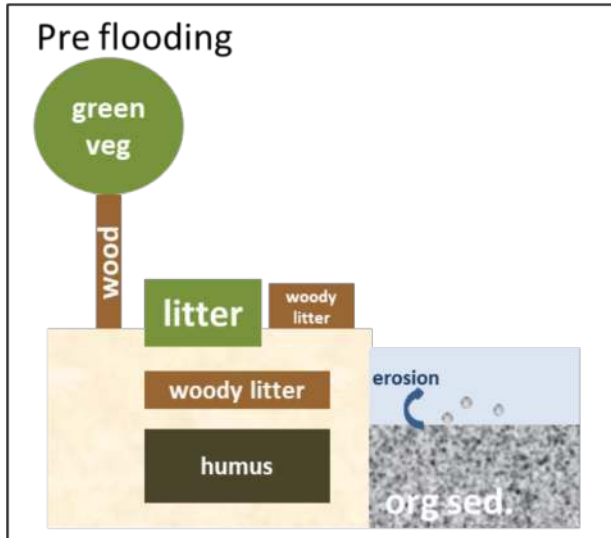 Pre flooding
green
veg
wood
litter
woody
litter
woody litter
humus
erosion
org sed.